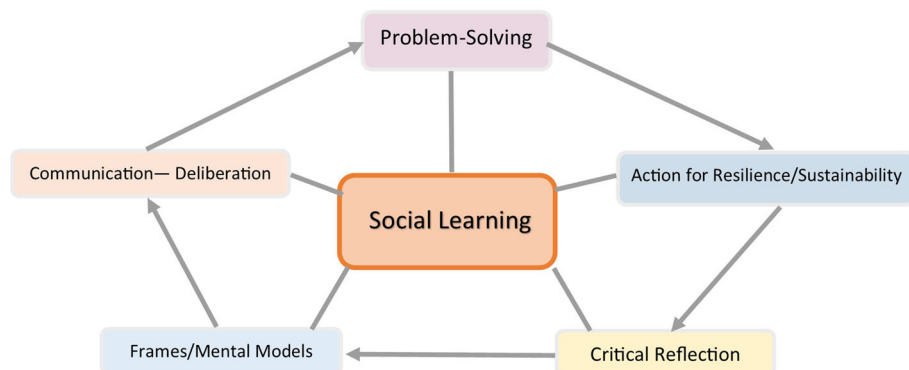 Problem-Solving
Communication— Deliberation
Action for Resilience/Sustainability
Social Learning
Frames/Mental Models
Critical Reflection